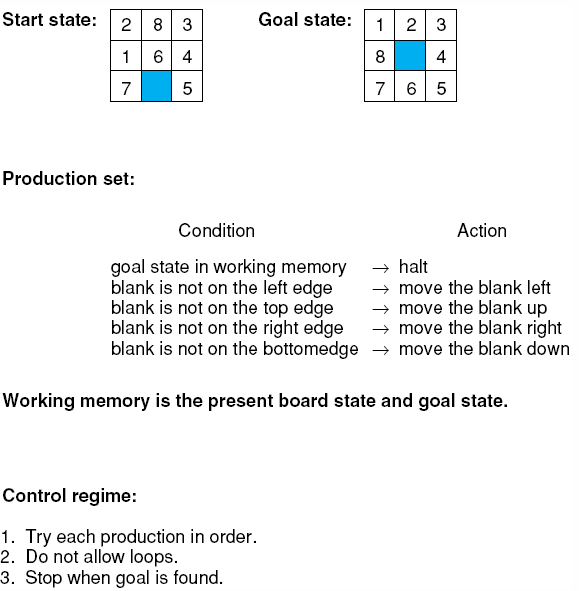 Start state: 2 8 3 Goal state: 1 2 3
1 6 4 8 4
7 5 7 6 5
Production set:
Condition Action
goal state in working memory → halt
blank is not on the left edge → move the blank left
blank is not on the top edge → move the blank up
blank is not on the right edge → move the blank right
blank is not on the bottomedge → move the blank down
Working memory is the present board state and goal state.
Control regime:
1. Try each production in order.
2. Do not allow loops.
3. Stop when goal is found.